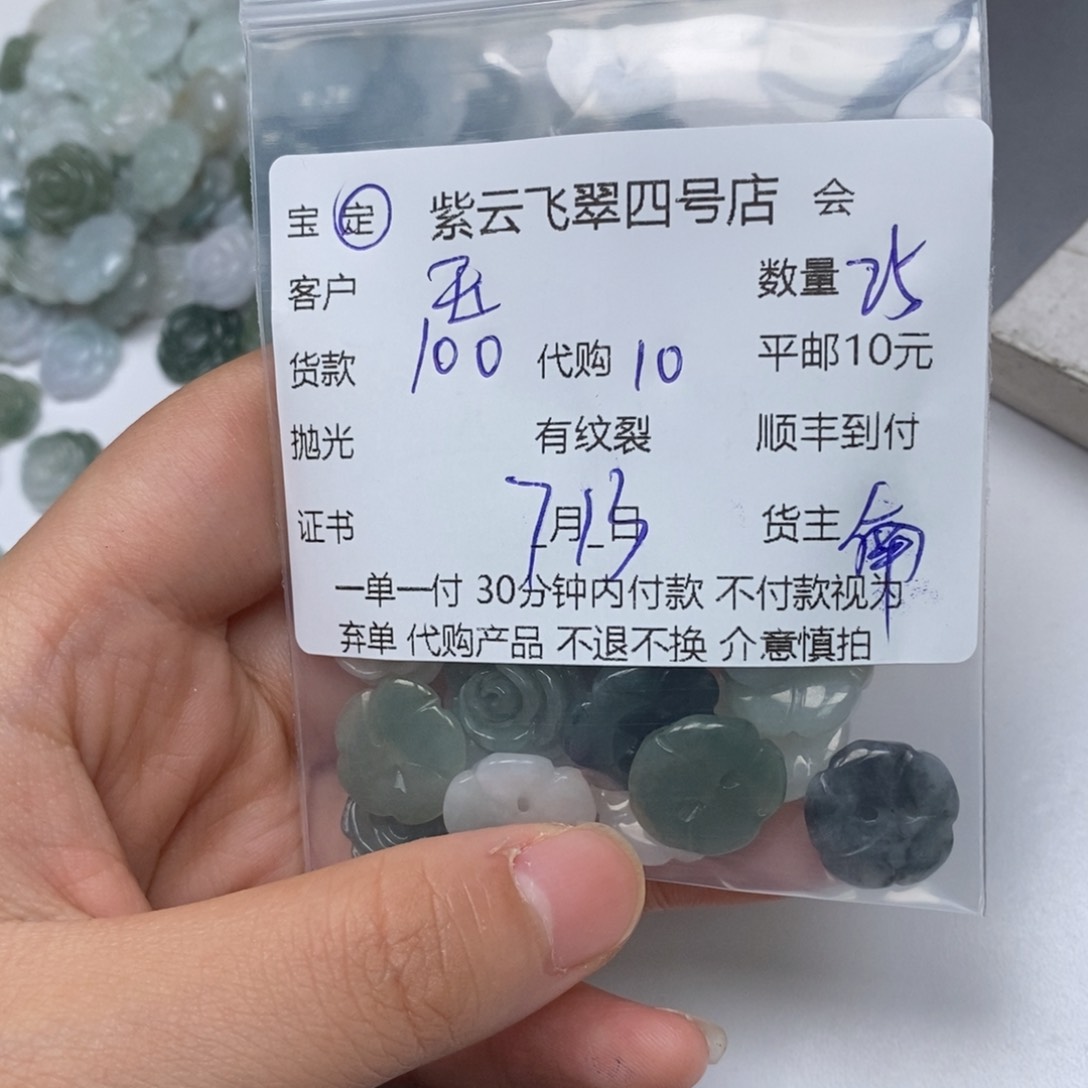 宝 定 紫云飞翠四号店 会
客户 数量 25
货款 100 代购 10 平邮10元
抛光 有纹裂 顺丰到付
证书 7月13日 货主
一单一付 30分钟内付款 不付款视为
弃单 代购产品 不退不换 介意慎拍